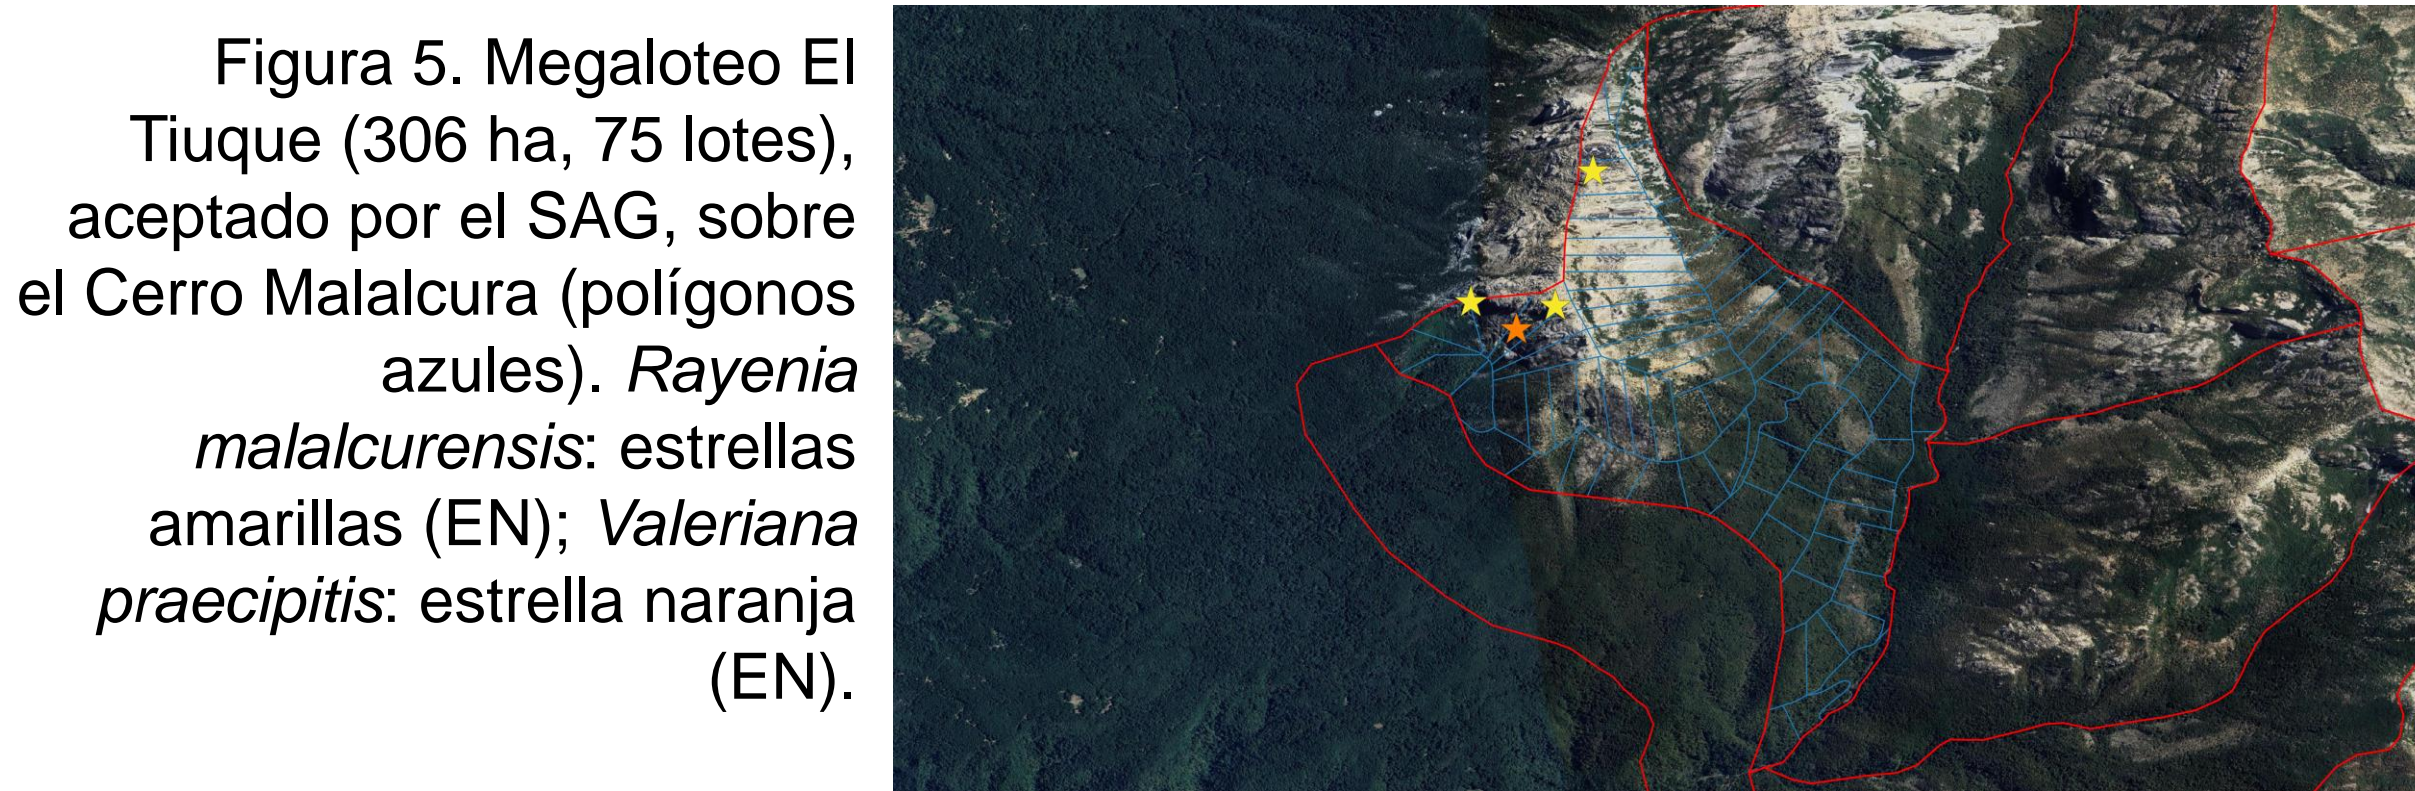 Figura 5. Megaloteo El
Tiuque (306 ha, 75 lotes),
aceptado por el SAG, sobre
el Cerro Malalcura (polígonos
azules). Rayenia
malalcurensis: estrellas
amarillas (EN); Valeriana
praecipitis: estrella naranja
(EN).